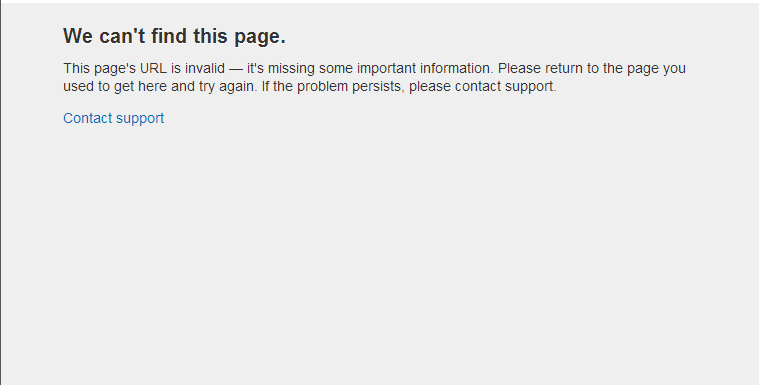 We can't find this page.
This page's URL is invalid — it's missing some important information. Please return to the page you
used to get here and try again. If the problem persists, please contact support.
Contact support